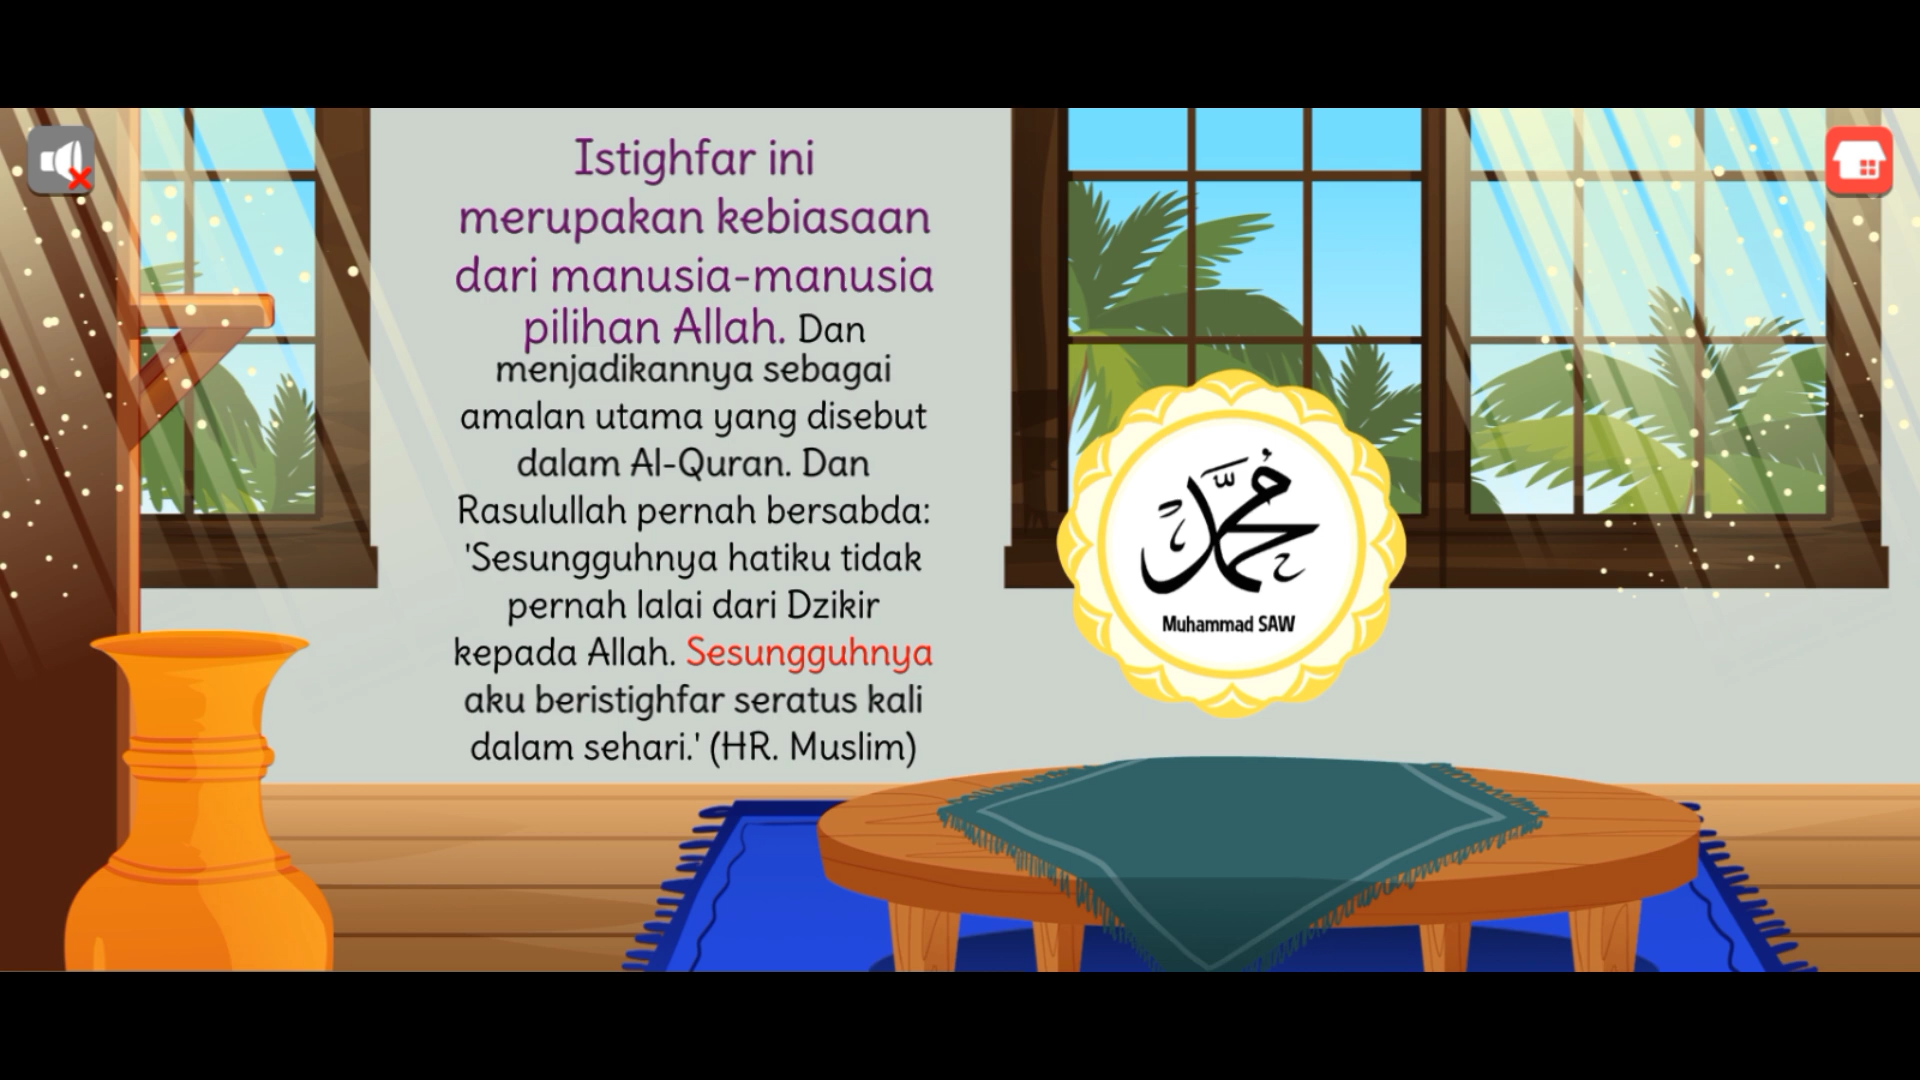 Istighfar ini
merupakan kebiasaan
dari manusia-manusia
pilihan Allah. Dan
menjadikannya sebagai
amalan utama yang disebut
dalam Al-Quran. Dan
Rasulullah pernah bersabda:
'Sesungguhnya hatiku tidak
pernah lalai dari Dzikir
kepada Allah. Sesungguhnya
aku beristighfar seratus kali
dalam sehari.' (HR. Muslim)
مُحَمَّد
Muhammad SAW